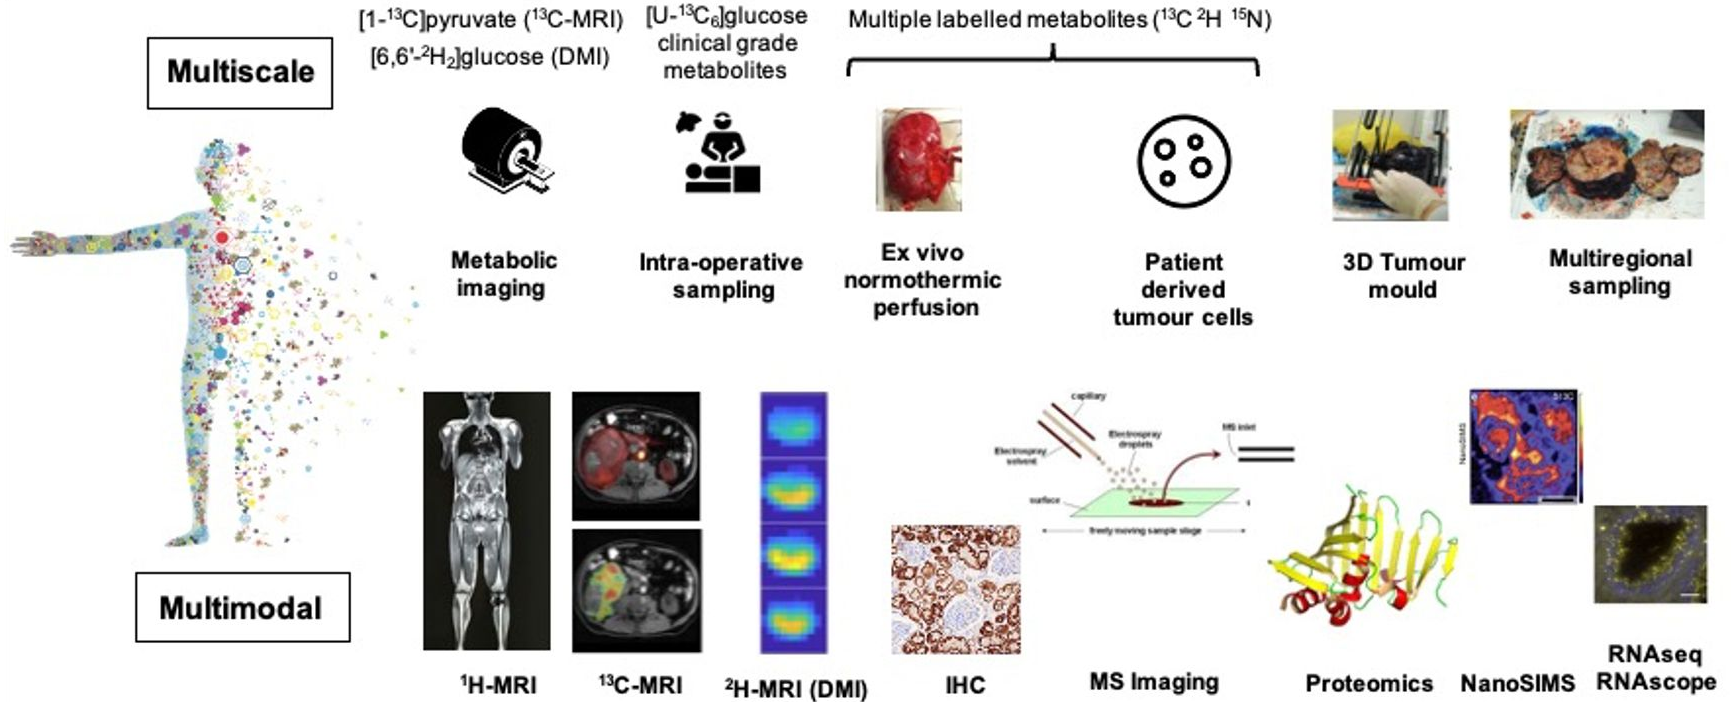 [1-¹³C]pyruvate (¹³C-MRI)
[6,6'-²H₂]glucose (DMI)
[U-¹³C₆]glucose
clinical grade
metabolites
Multiple labelled metabolites (¹³C ²H ¹⁵N)
Multiscale
Metabolic
imaging
Intra-operative
sampling
Ex vivo
normothermic
perfusion
Patient
derived
tumour cells
3D Tumour
mould
Multiregional
sampling
capillary
Electrospray
droplets
Electrospray
solvent
MS inlet
surface
freely moving sample stage
NanoSIMS
Multimodal
¹H-MRI
¹³C-MRI
²H-MRI (DMI)
IHC
MS Imaging
Proteomics
NanoSIMS
RNAseq
RNAscope